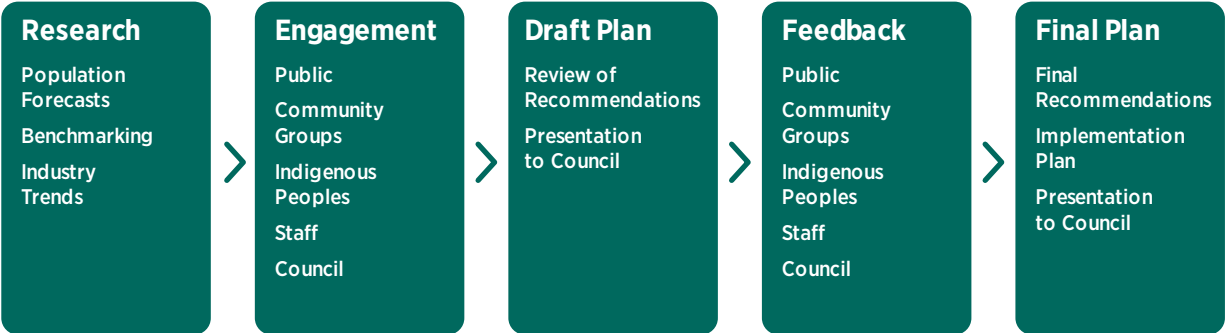 Research
Population
Forecasts
Benchmarking
Industry
Trends
Engagement
Public
Community
Groups
Indigenous
Peoples
Staff
Council
Draft Plan
Review of
Recommendations
Presentation
to Council
Feedback
Public
Community
Groups
Indigenous
Peoples
Staff
Council
Final Plan
Final
Recommendations
Implementation
Plan
Presentation
to Council